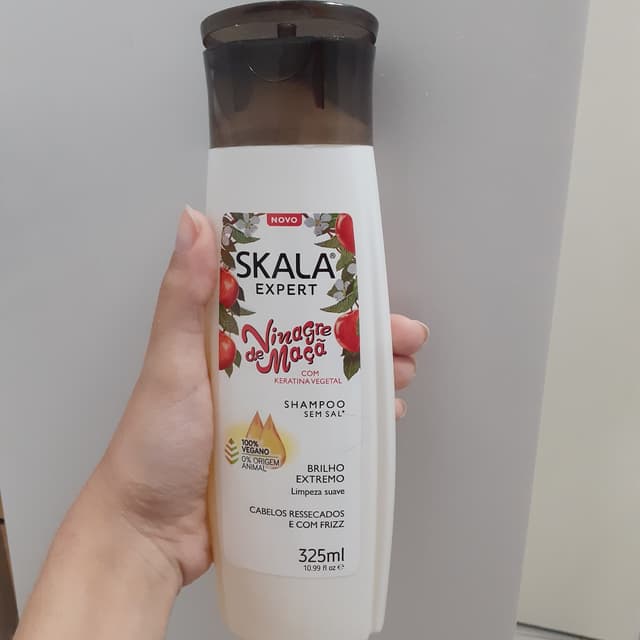 NOVO
SKALA®
EXPERT
Vinagre
de Maçã
COM
KERATINA VEGETAL
SHAMPOO
SEM SAL*
100%
VEGANO
0% ORIGEM
ANIMAL
BRILHO
EXTREMO
Limpeza suave
CABELOS RESSECADOS
E COM FRIZZ
325ml
10.99 fl oz ℮